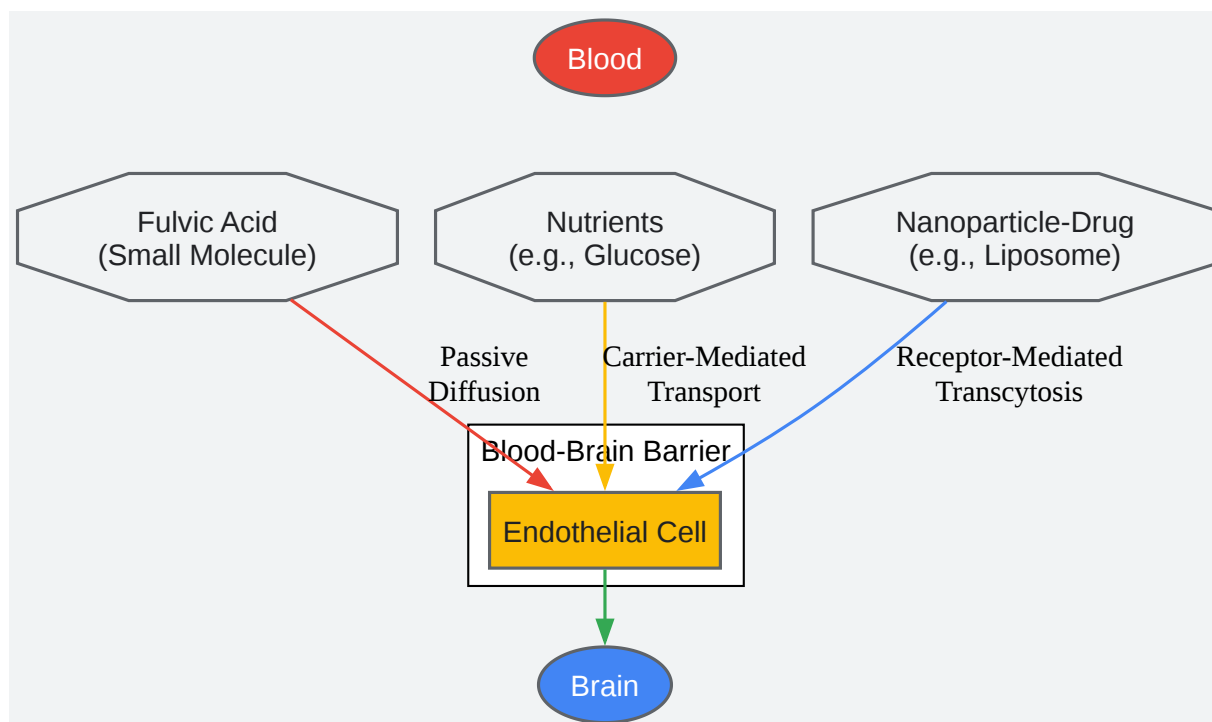 Blood
Fulvic Acid
(Small Molecule)
Nutrients
(e.g., Glucose)
Nanoparticle-Drug
(e.g., Liposome)
Passive
Diffusion
Carrier-Mediated
Transport
Receptor-Mediated
Transcytosis
Blood-Brain Barrier
Endothelial Cell
Brain